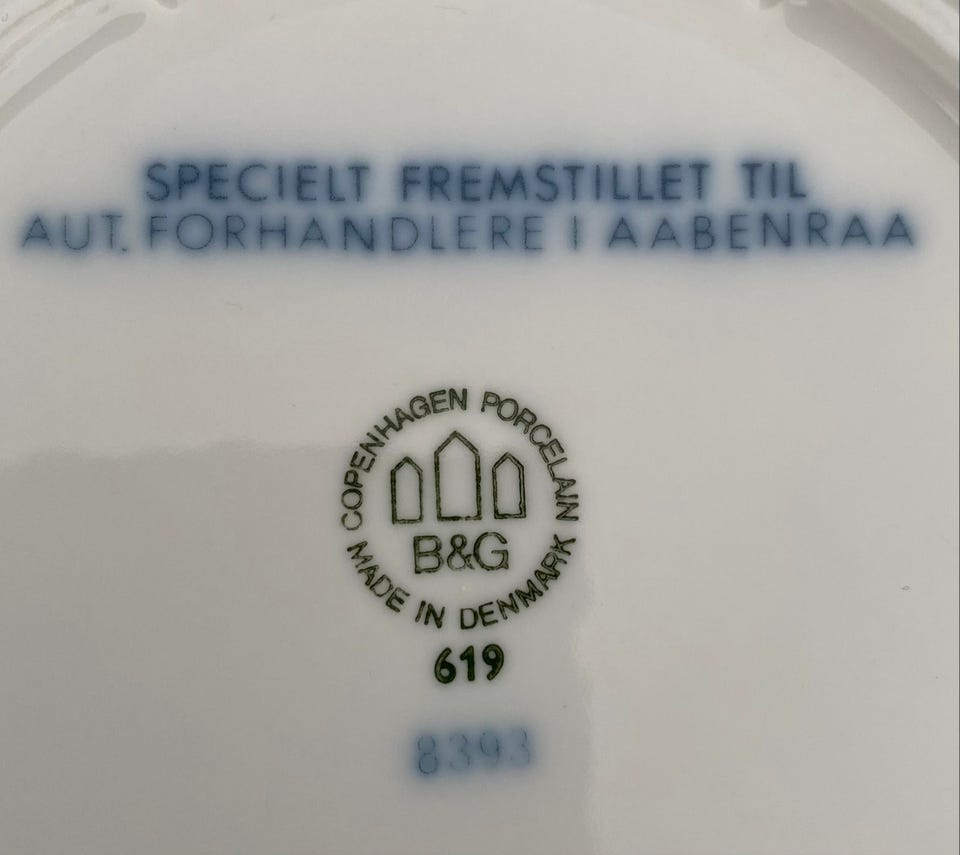 SPECIELT FREMSTILLET TIL
AUT. FORHANDLERE I AABENRAA
COPENHAGEN PORCELAIN
B&G
MADE IN DENMARK
619
8393